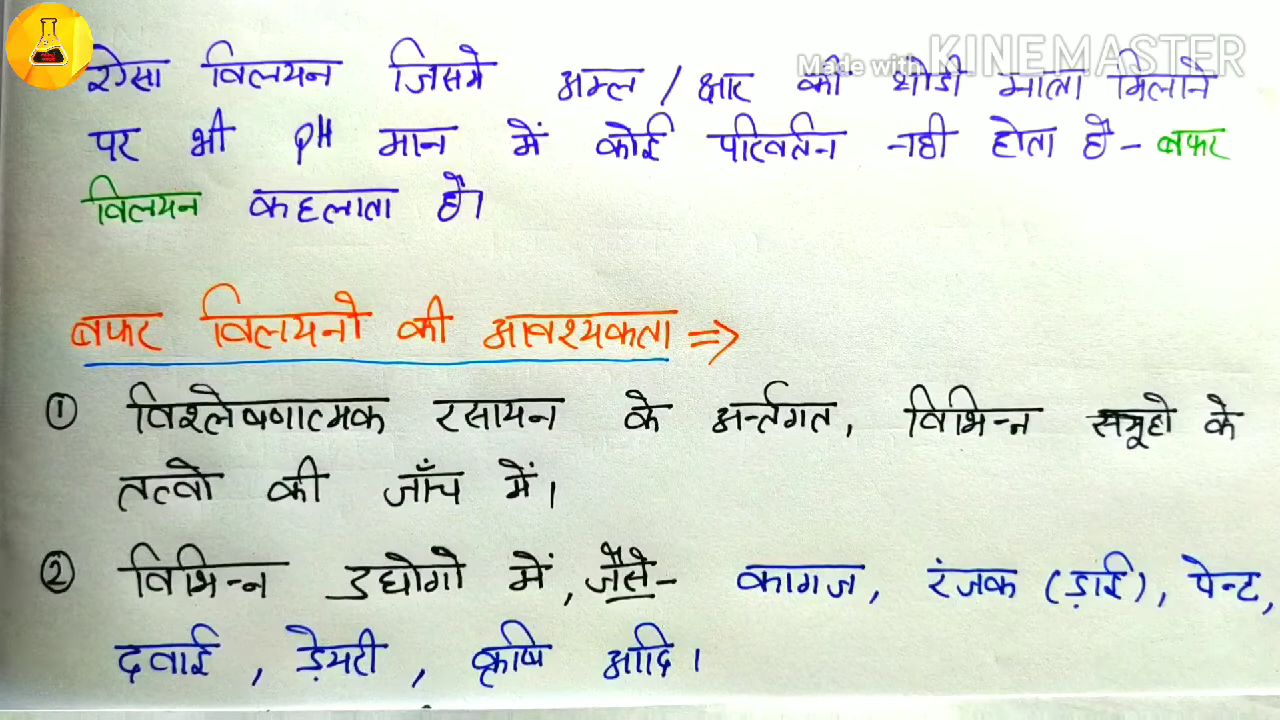 Made with KINEMASTER
ऐसा विलयन जिसमे अम्ल / क्षार की थोडी मात्रा मिलाने
पर भी PH मान में कोई परिवर्तन नही होता है - बफर
विलयन कहलाता है।
बफर विलयनो की आवश्यकता =>
① विश्लेषणात्मक रसायन के अर्न्तगत, विभिन्न समूहो के
तत्वो की जाँच में।
② विभिन्न उद्योगो में, जैसे- कागज, रंजक (ड़ाई), पेन्ट,
दवाई, ड़ेयरी, कृषि आदि।